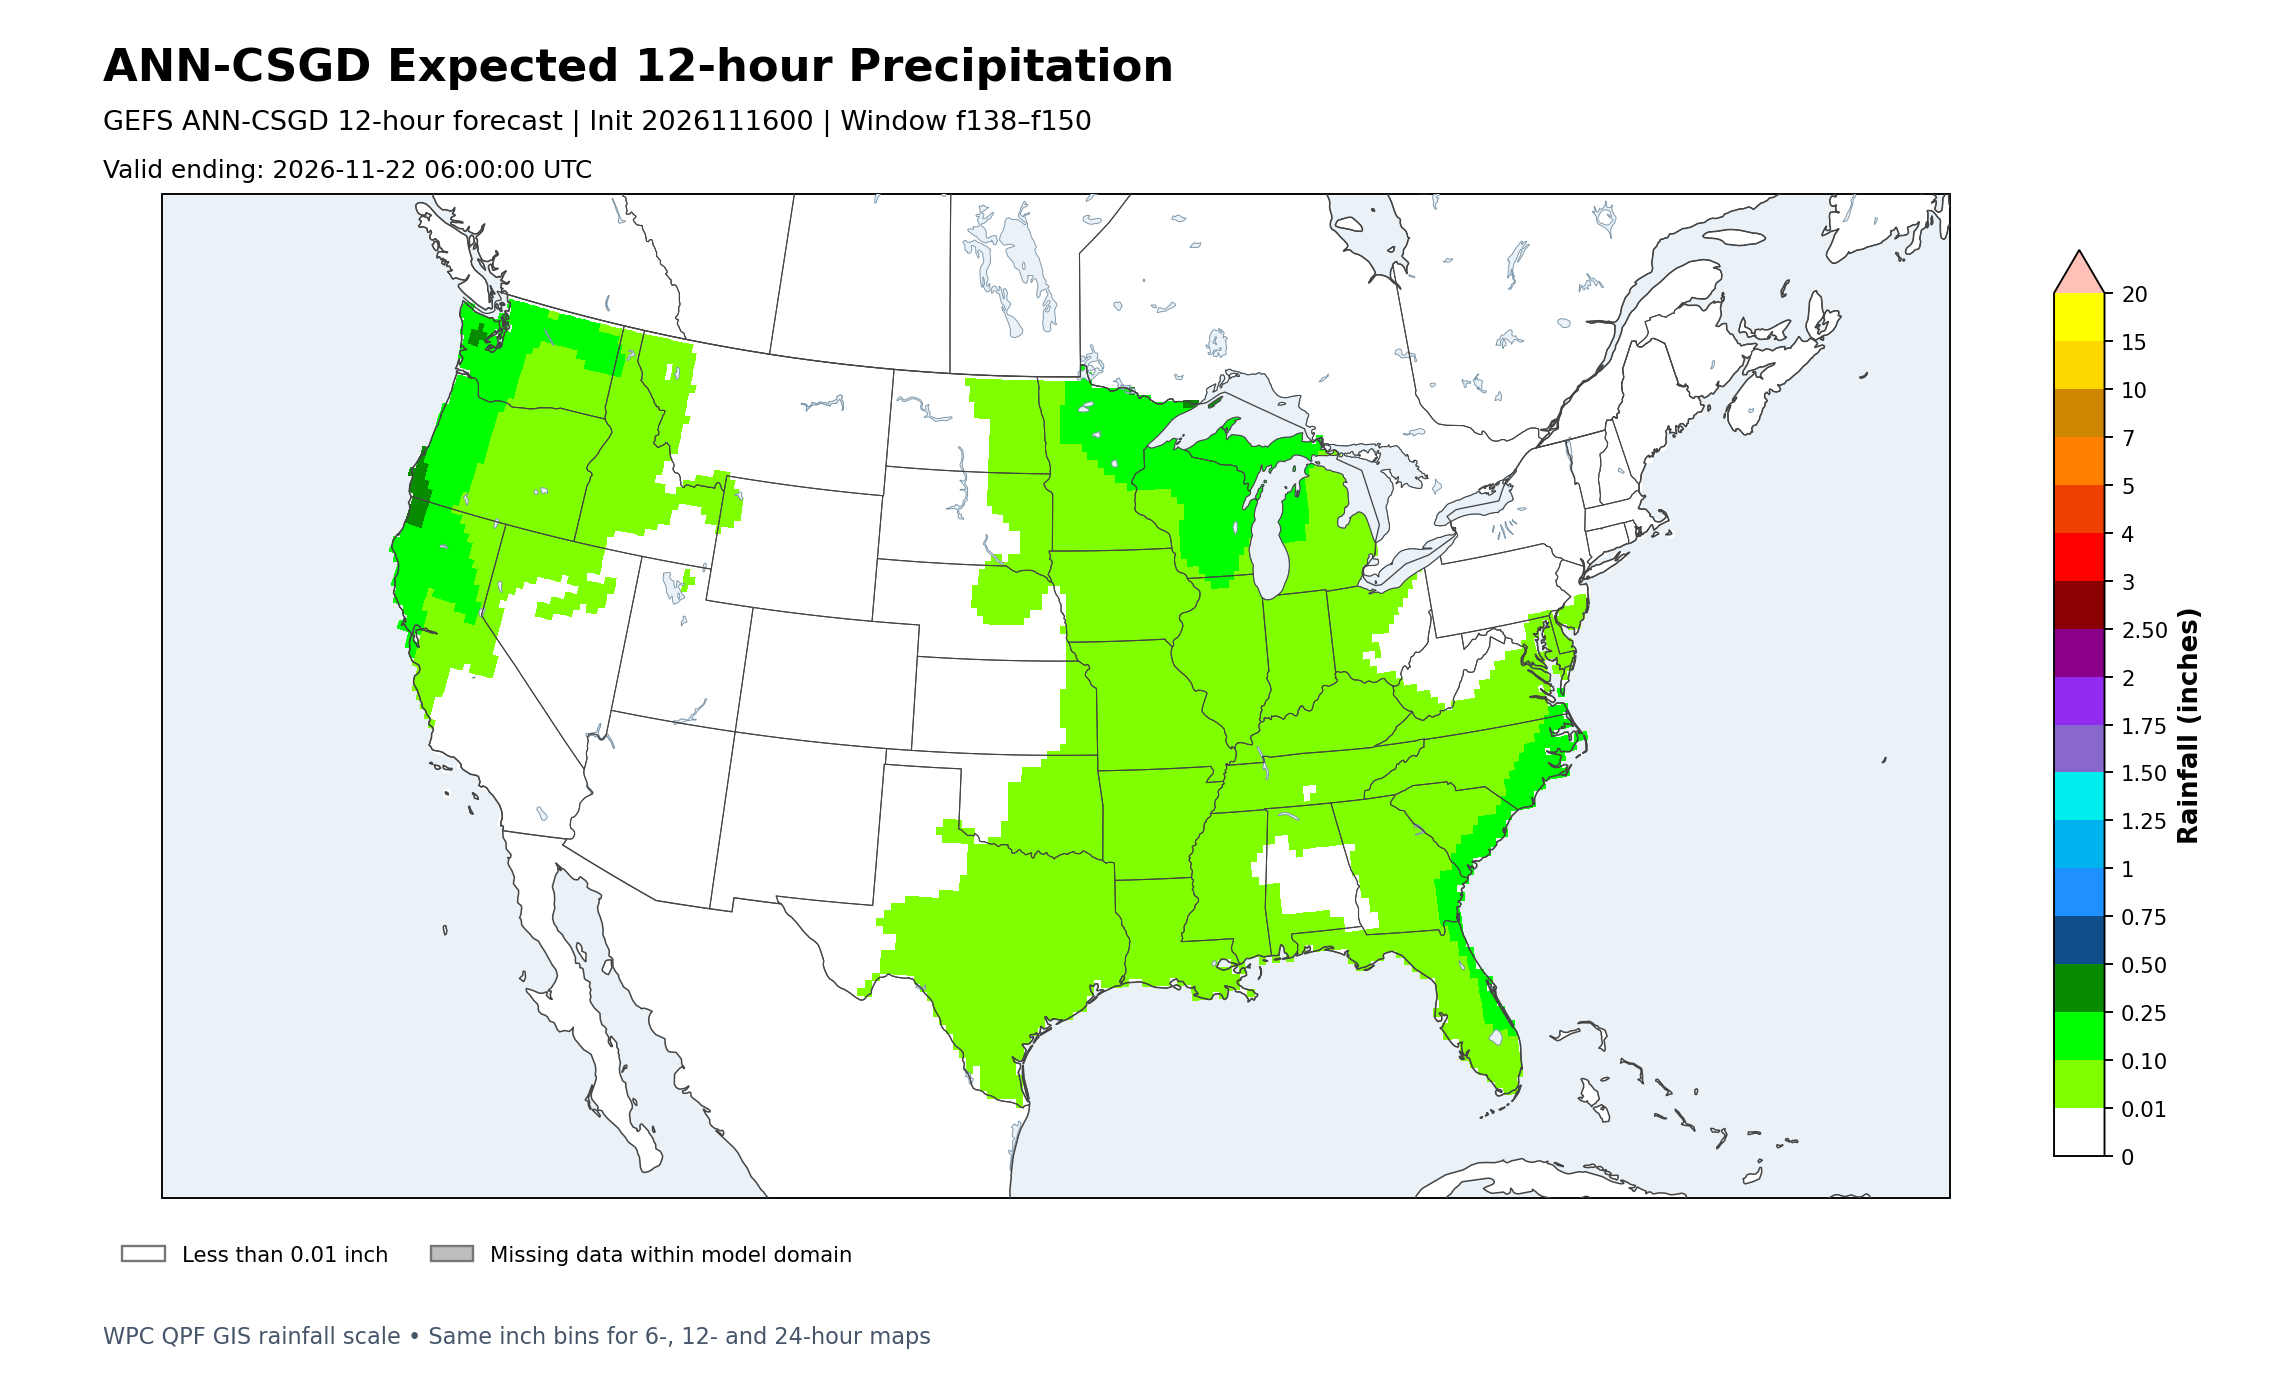 ANN-CSGD Expected 12-hour Precipitation
GEFS ANN-CSGD 12-hour forecast | Init 2026111600 | Window f138–f150
Valid ending: 2026-11-22 06:00:00 UTC
20
15
10
7
5
4
3
2.50
2
1.75
1.50
1.25
1
0.75
0.50
0.25
0.10
0.01
0
Rainfall (inches)
Less than 0.01 inch
Missing data within model domain
WPC QPF GIS rainfall scale • Same inch bins for 6-, 12- and 24-hour maps